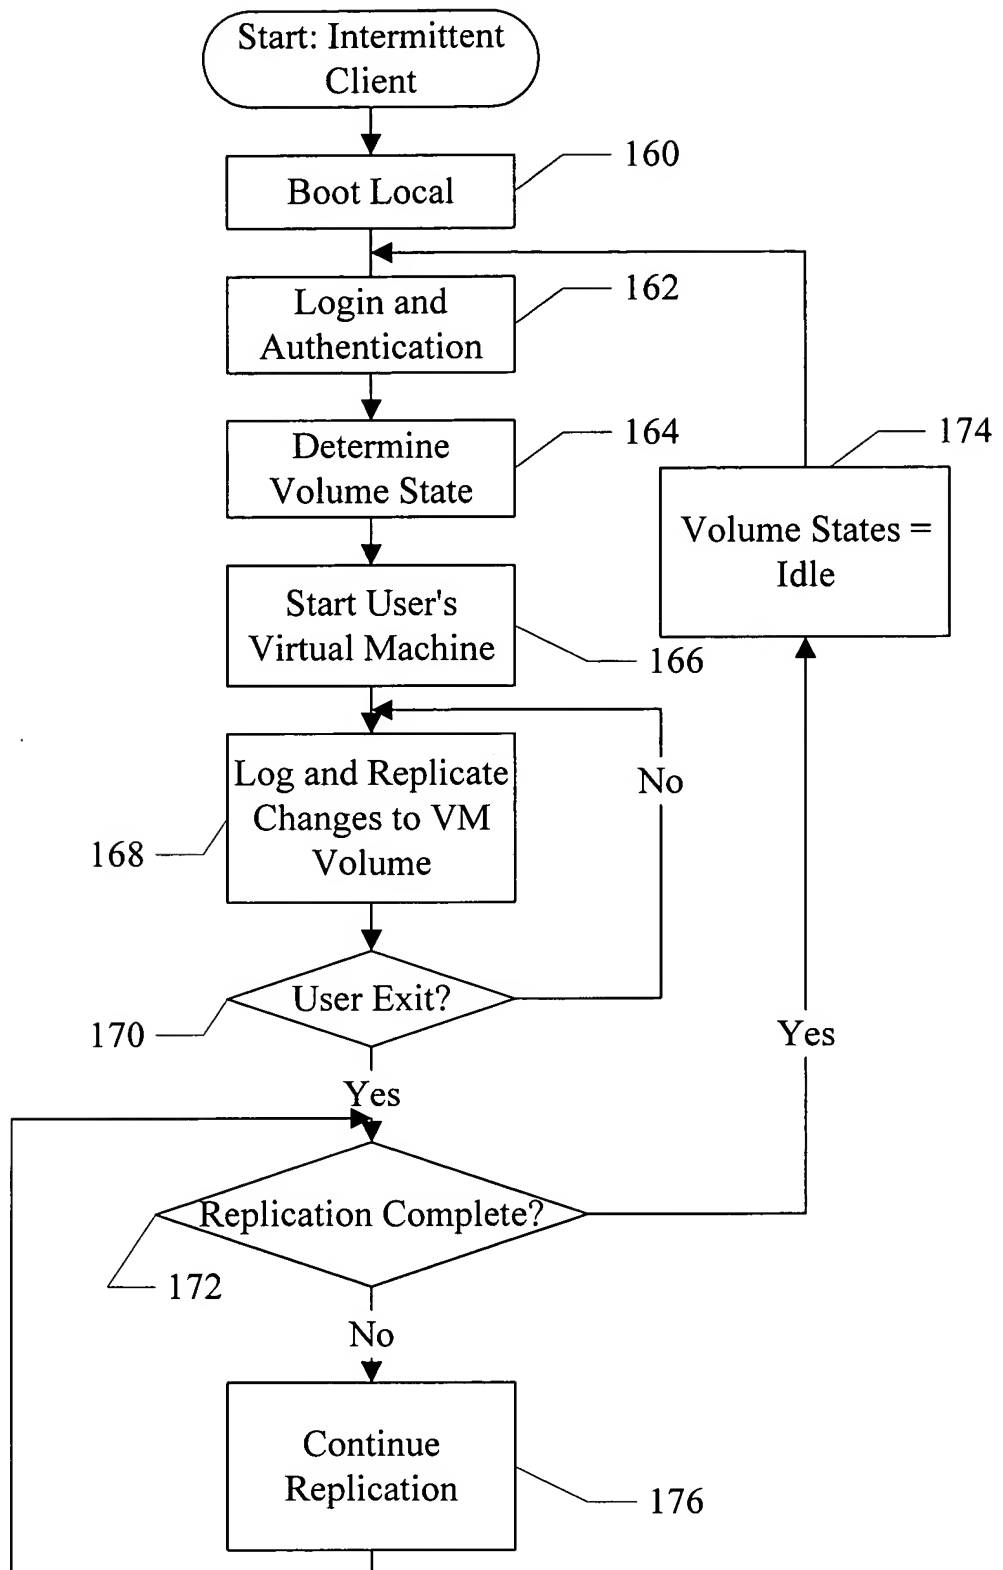 Start: Intermittent
Client
160
Boot Local
162
Login and
Authentication
164
Determine
Volume State
174
Volume States =
Idle
Start User's
Virtual Machine
166
Log and Replicate
Changes to VM
Volume
168
No
User Exit?
170
Yes
Yes
Replication Complete?
172
No
Continue
Replication
176